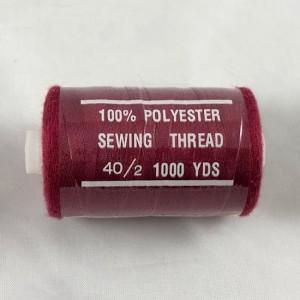 100% POLYESTER
SEWING THREAD
40/2 1000 YDS